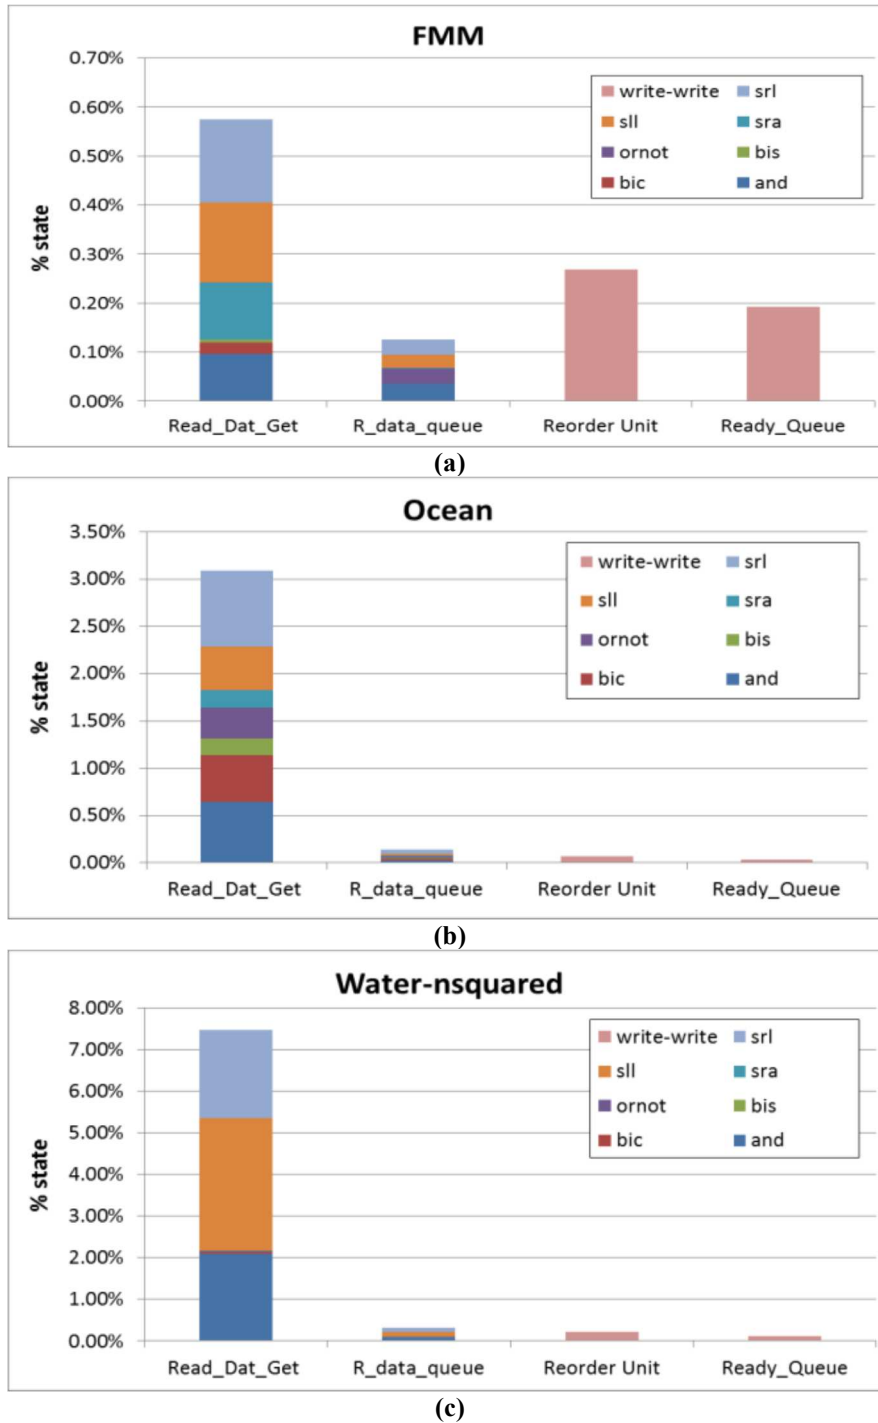 FMM
0.70%
0.60%
0.50%
0.40%
0.30%
0.20%
0.10%
0.00%
% state
write-write srl
sll sra
ornot bis
bic and
Read_Dat_Get R_data_queue Reorder Unit Ready_Queue
(a)
Ocean
3.50%
3.00%
2.50%
2.00%
1.50%
1.00%
0.50%
0.00%
% state
write-write srl
sll sra
ornot bis
bic and
Read_Dat_Get R_data_queue Reorder Unit Ready_Queue
(b)
Water-nsquared
8.00%
7.00%
6.00%
5.00%
4.00%
3.00%
2.00%
1.00%
0.00%
% state
write-write srl
sll sra
ornot bis
bic and
Read_Dat_Get R_data_queue Reorder Unit Ready_Queue
(c)